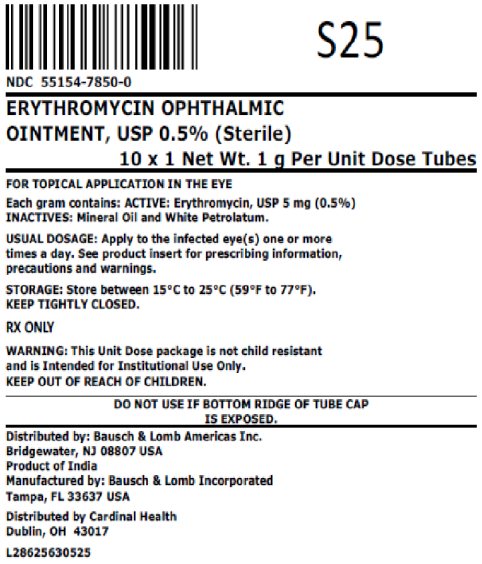 S25
NDC 55154-7850-0
ERYTHROMYCIN OPHTHALMIC
OINTMENT, USP 0.5% (Sterile)
10 x 1 Net Wt. 1 g Per Unit Dose Tubes
FOR TOPICAL APPLICATION IN THE EYE
Each gram contains: ACTIVE: Erythromycin, USP 5 mg (0.5%)
INACTIVES: Mineral Oil and White Petrolatum.
USUAL DOSAGE: Apply to the infected eye(s) one or more
times a day. See product insert for prescribing information,
precautions and warnings.
STORAGE: Store between 15°C to 25°C (59°F to 77°F).
KEEP TIGHTLY CLOSED.
RX ONLY
WARNING: This Unit Dose package is not child resistant
and is Intended for Institutional Use Only.
KEEP OUT OF REACH OF CHILDREN.
DO NOT USE IF BOTTOM RIDGE OF TUBE CAP
IS EXPOSED.
Distributed by: Bausch & Lomb Americas Inc.
Bridgewater, NJ 08807 USA
Product of India
Manufactured by: Bausch & Lomb Incorporated
Tampa, FL 33637 USA
Distributed by Cardinal Health
Dublin, OH 43017
L28625630525